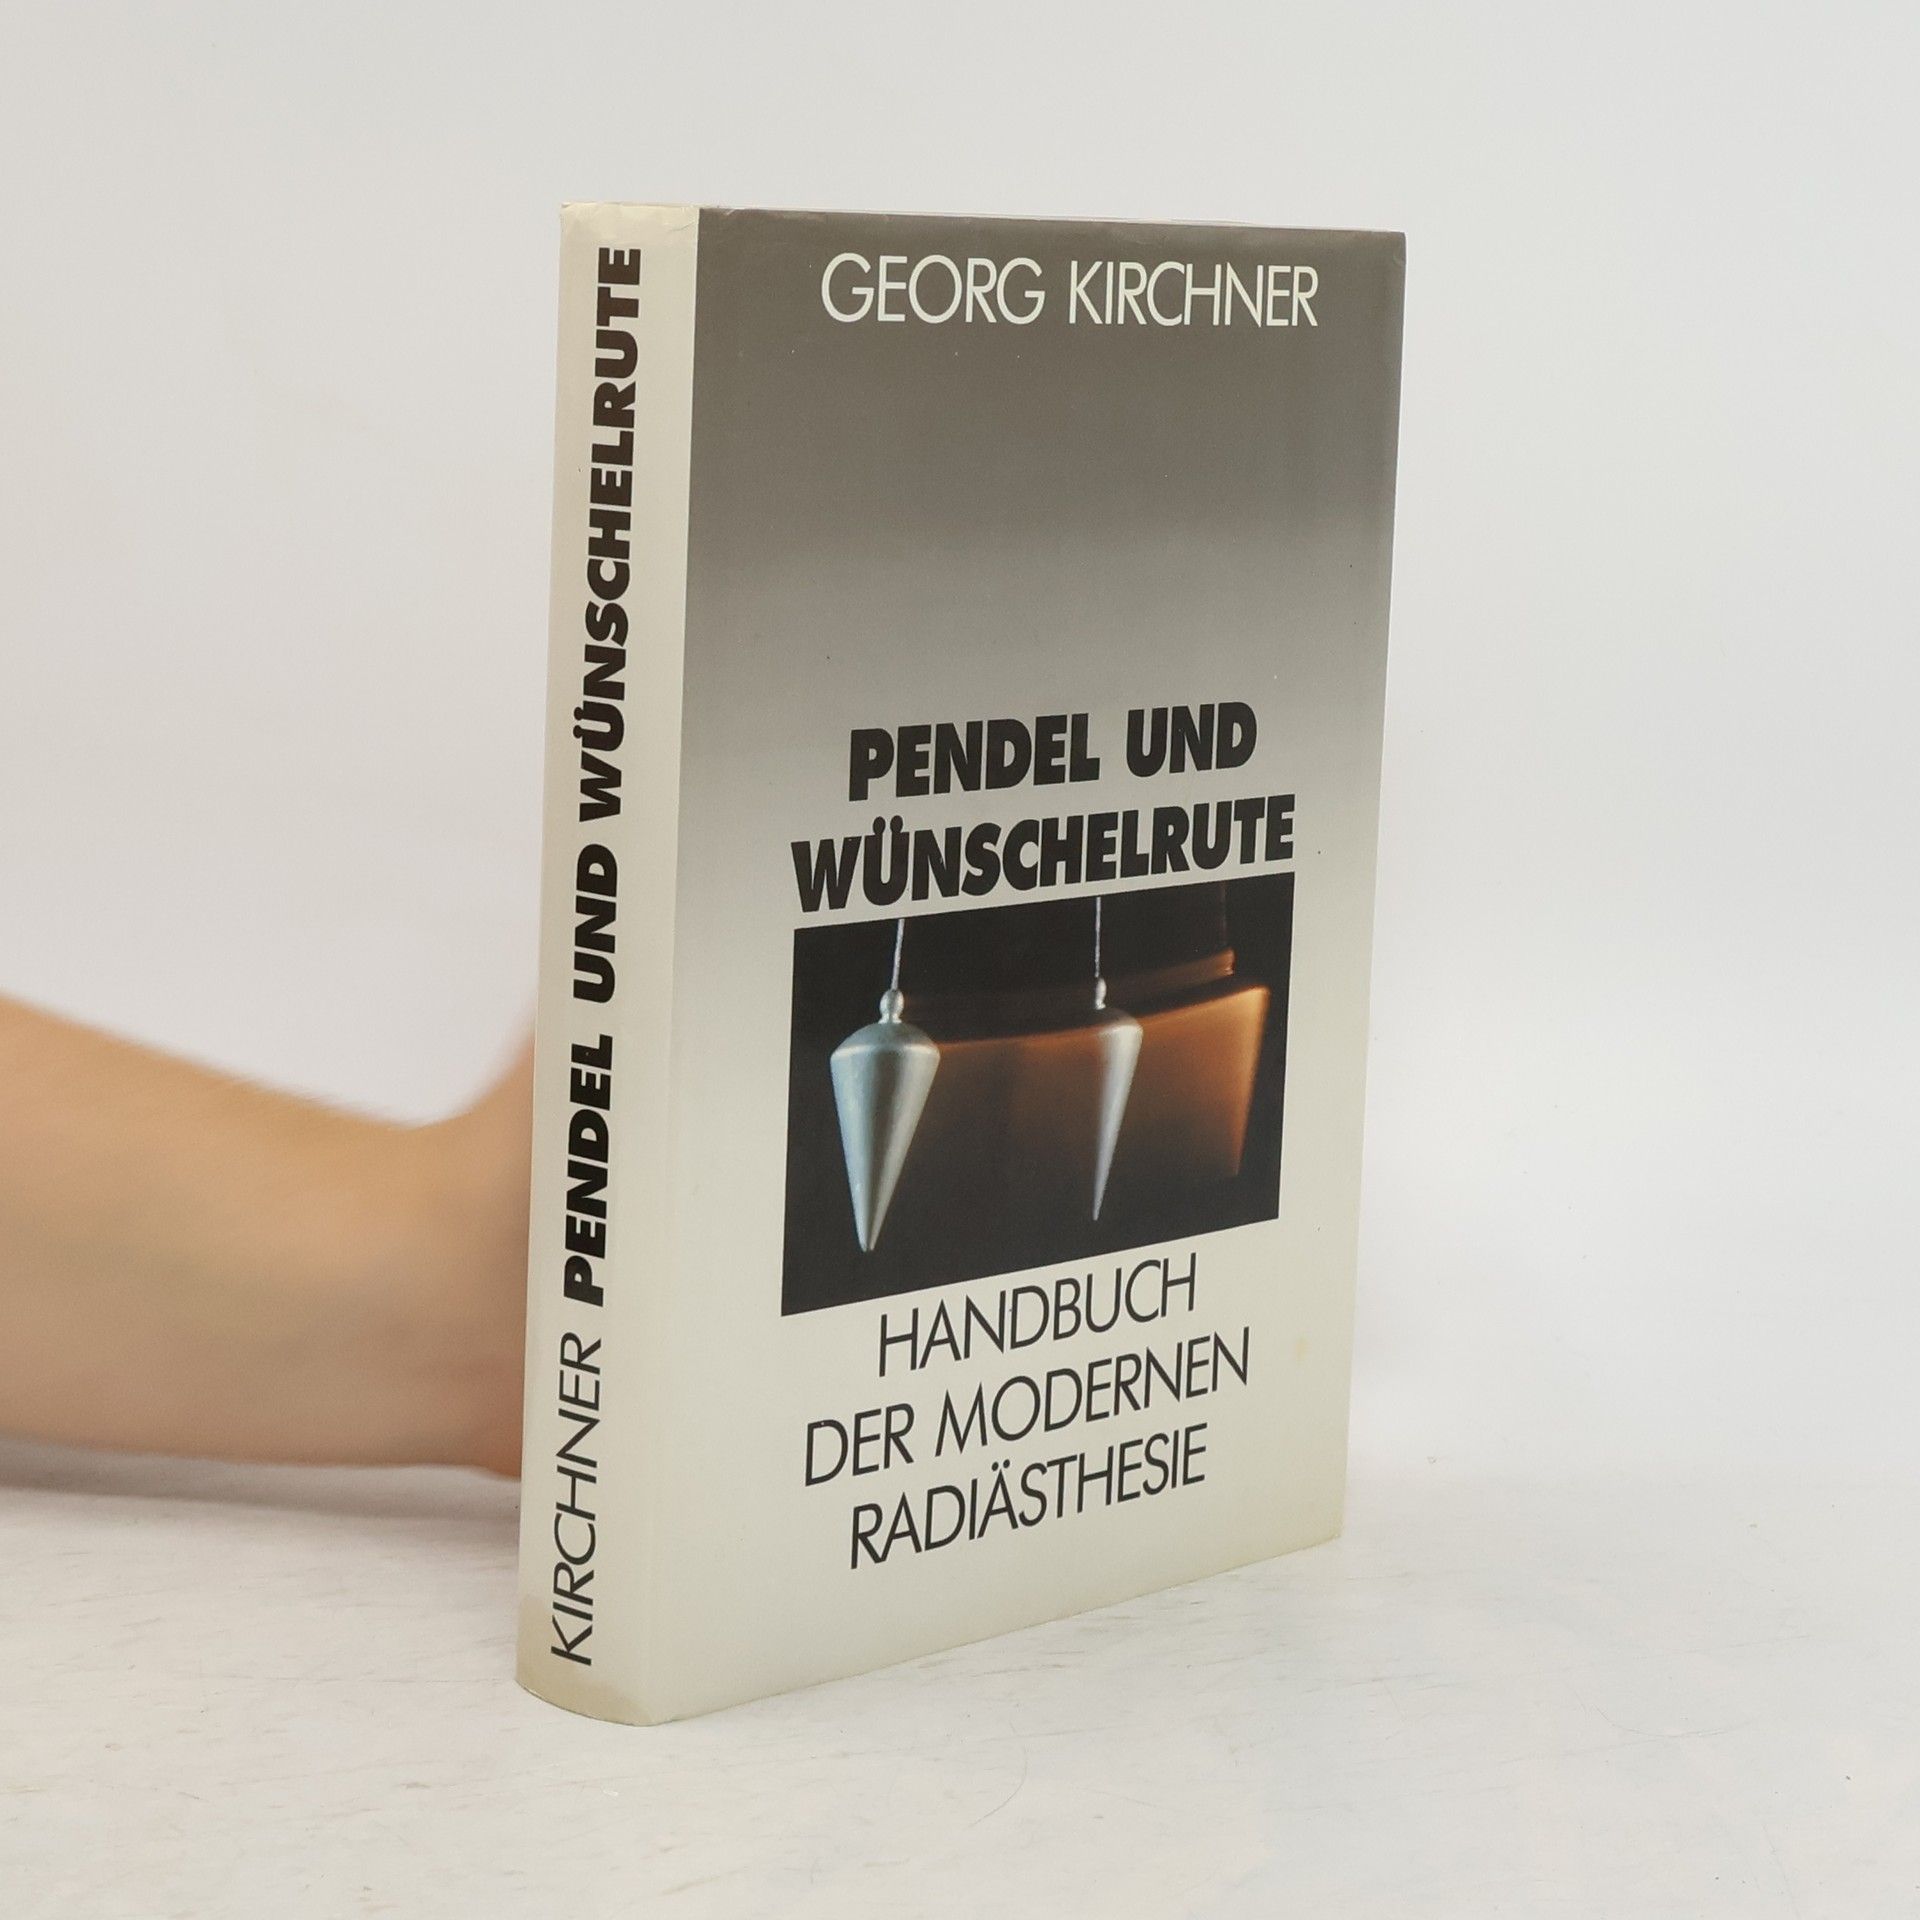 KIRCHNER PENDEL UND WÜNSCHELRUTE
GEORG KIRCHNER
PENDEL UND
WÜNSCHELRUTE
HANDBUCH
DER MODERNEN
RADIÄSTHESIE